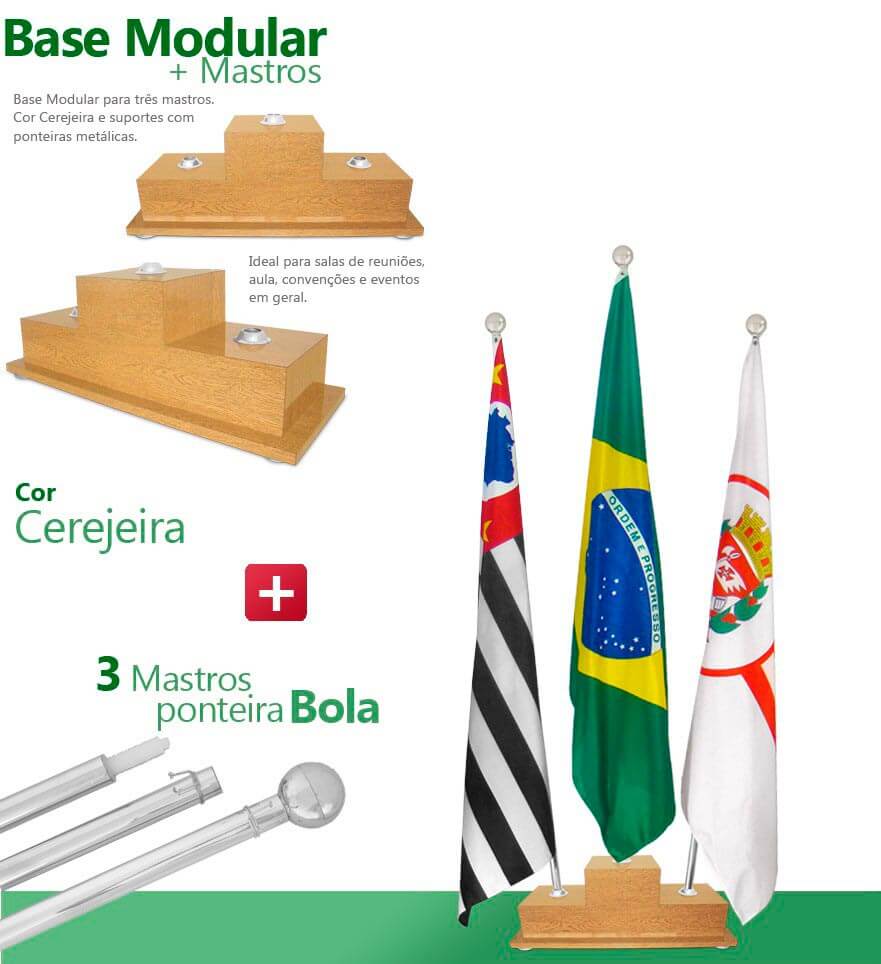 Base Modular
+ Mastros
Base Modular para três mastros.
Cor Cerejeira e suportes com
ponteiras metálicas.
Ideal para salas de reuniões,
aula, convenções e eventos
em geral.
Cor
Cerejeira
3 Mastros
ponteira Bola
ORDEM E PROGRESSO